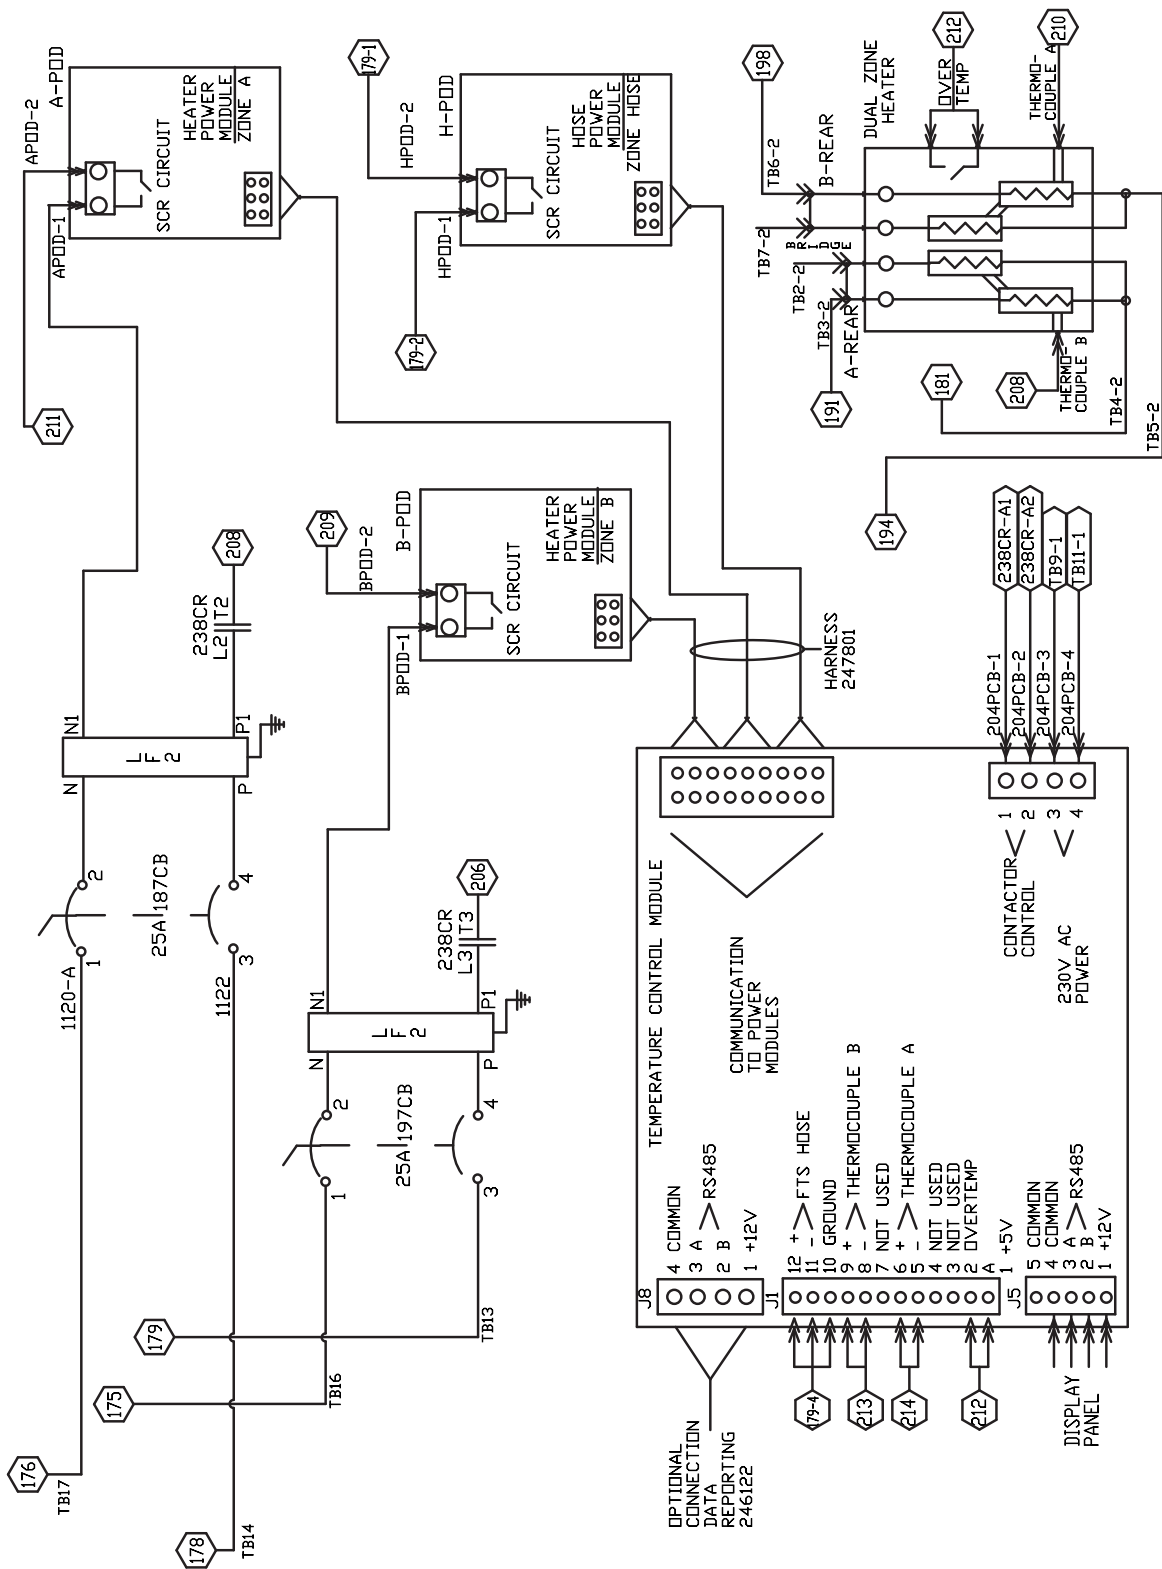 176
TB17
178
TB14
175
TB16
179
TB13
1120-A
1
2
25A 187CB
1122
3
4
N
N1
LF2
P
P1
238CR
L2 T2
208
1
2
25A 197CB
3
4
N
N1
LF2
P
P1
238CR
L3 T3
206
211
APOD-1
APOD-2
A-POD
SCR CIRCUIT
HEATER
POWER
MODULE
ZONE A
209
BPOD-1
BPOD-2
B-POD
SCR CIRCUIT
HEATER
POWER
MODULE
ZONE B
179-2
179-1
HPOD-1
HPOD-2
H-POD
SCR CIRCUIT
HOSE
POWER
MODULE
ZONE HOSE
HARNESS
247801
OPTIONAL
CONNECTION
DATA
REPORTING
246122
TEMPERATURE CONTROL MODULE
J8
4 COMMON
3 A
RS485
2 B
1 +12V
COMMUNICATION
TO POWER
MODULES
J1
12 +
FTS HOSE
11 -
10 GROUND
9 +
THERMOCOUPLE B
8 -
7 NOT USED
6 +
THERMOCOUPLE A
5 -
4 NOT USED
3 NOT USED
2 OVERTEMP
A
1 +5V
J5
5 COMMON
4 COMMON
3 A
RS485
2 B
1 +12V
179-4
213
214
212
DISPLAY
PANEL
CONTACTOR
CONTROL
230V AC
POWER
1
2
3
4
204PCB-1
204PCB-2
204PCB-3
204PCB-4
238CR-A1
238CR-A2
TB9-1
TB11-1
194
181
191
208
198
212
210
TB7-2
TB6-2
BRIDGE
TB2-2
TB3-2
A-REAR
B-REAR
DUAL ZONE
HEATER
OVER
TEMP
THERMO-
COUPLE A
THERMO-
COUPLE B
TB4-2
TB5-2